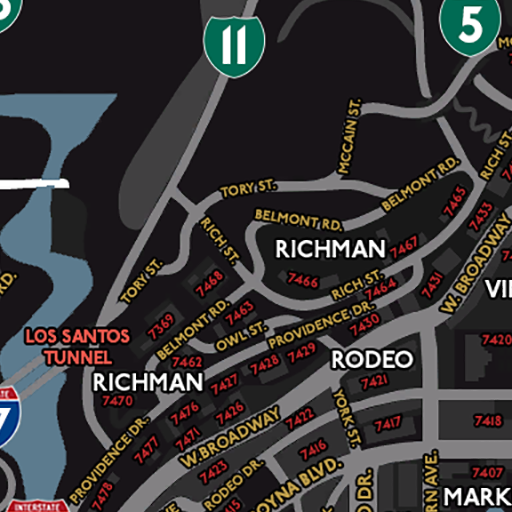 11
5
MCCAIN ST.
TORY ST.
BELMONT RD.
RICH ST.
BELMONT RD.
RICH ST.
7465
7433
RICHMAN
7467
7468
7466
RICH ST.
7464
7431
W. BROADWAY
TORY ST.
7463
PROVIDENCE DR.
7430
7369
BELMONT RD.
OWL ST.
7420
LOS SANTOS
TUNNEL
7462
7428
7429
RODEO
RICHMAN
7427
7421
7470
7476
7426
YORK ST.
7422
7417
7418
PROVIDENCE DR.
7477
7471
W.BROADWAY
7416
7423
RODEO DR.
7407
7478
MARK
INTERSTATE